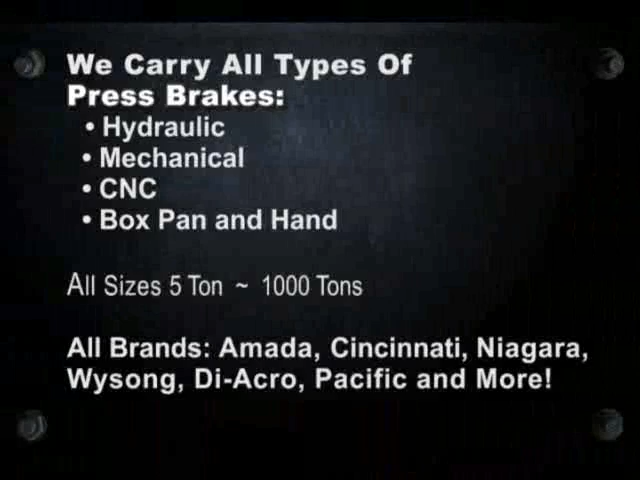 We Carry All Types Of
Press Brakes:
• Hydraulic
• Mechanical
• CNC
• Box Pan and Hand
All Sizes 5 Ton ~ 1000 Tons
All Brands: Amada, Cincinnati, Niagara,
Wysong, Di-Acro, Pacific and More!